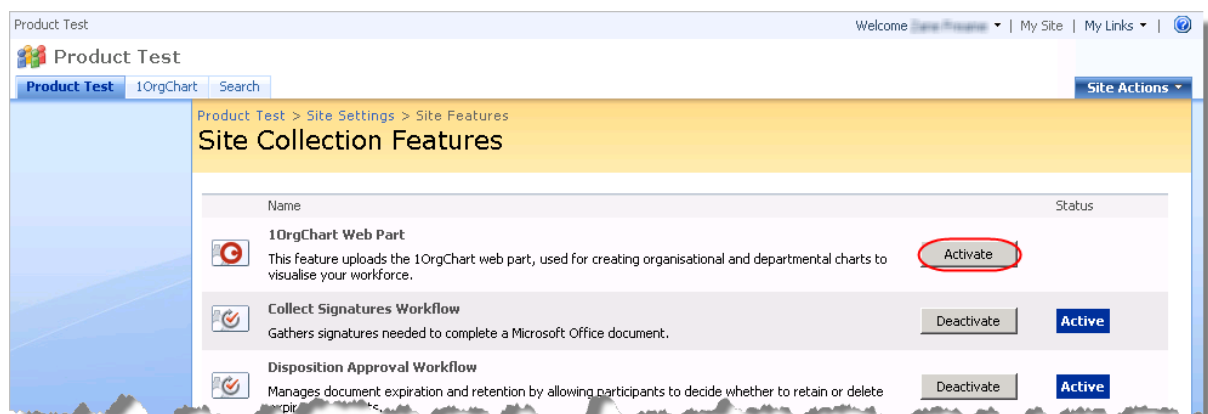 Product Test
Welcome | My Site | My Links |
Product Test
Product Test 1OrgChart Search Site Actions
Product Test > Site Settings > Site Features
Site Collection Features
Name Status
1OrgChart Web Part
This feature uploads the 1OrgChart web part, used for creating organisational and departmental charts to
visualise your workforce.
Activate
Collect Signatures Workflow
Gathers signatures needed to complete a Microsoft Office document.
Deactivate Active
Disposition Approval Workflow
Manages document expiration and retention by allowing participants to decide whether to retain or delete
Deactivate Active